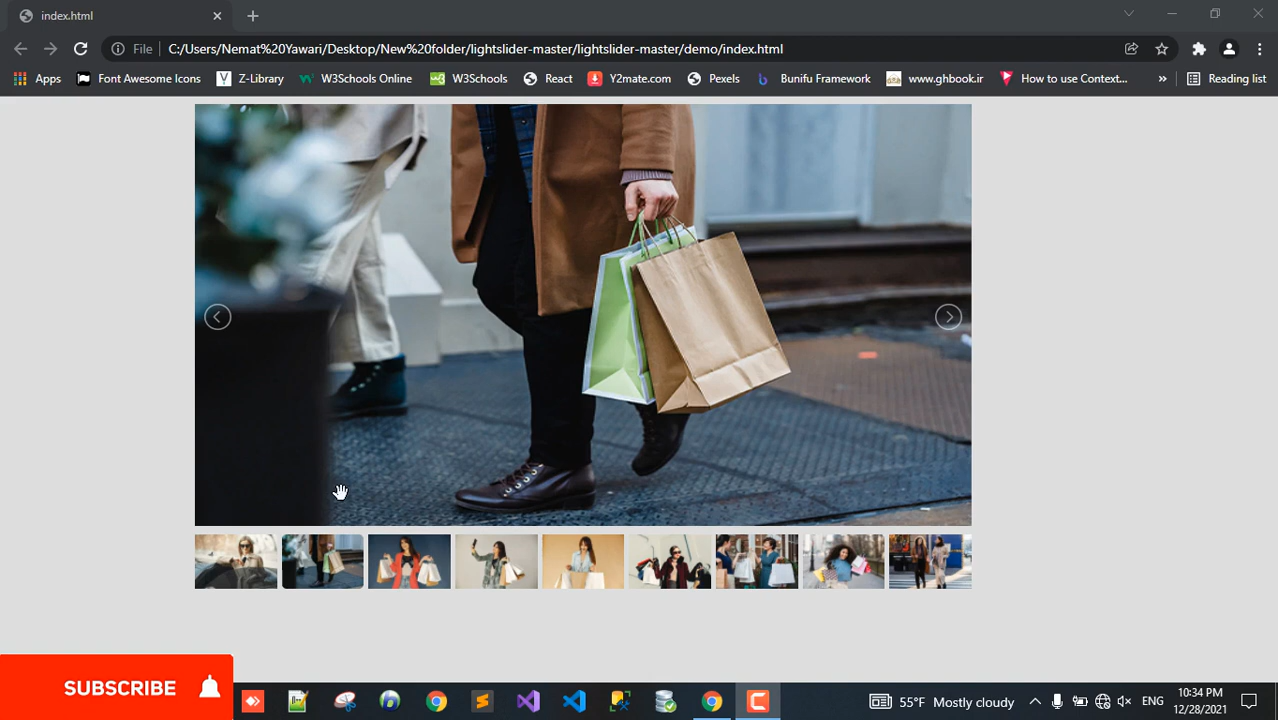 index.html
File C:/Users/Nemat%20Yawari/Desktop/New%20folder/lightslider-master/lightslider-master/demo/index.html
Apps Font Awesome Icons Z-Library W3Schools Online W3Schools React Y2mate.com Pexels Bunifu Framework www.ghbook.ir How to use Context... » Reading list
SUBSCRIBE
55°F Mostly cloudy ENG 10:34 PM
12/28/2021